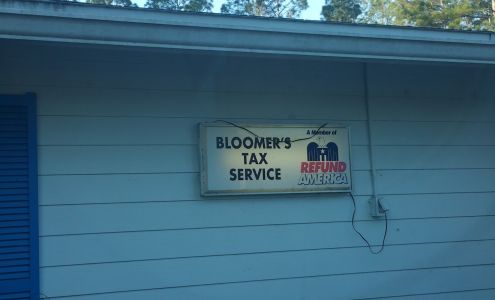 BLOOMER'S
TAX
SERVICE
A Member of
REFUND
AMERICA